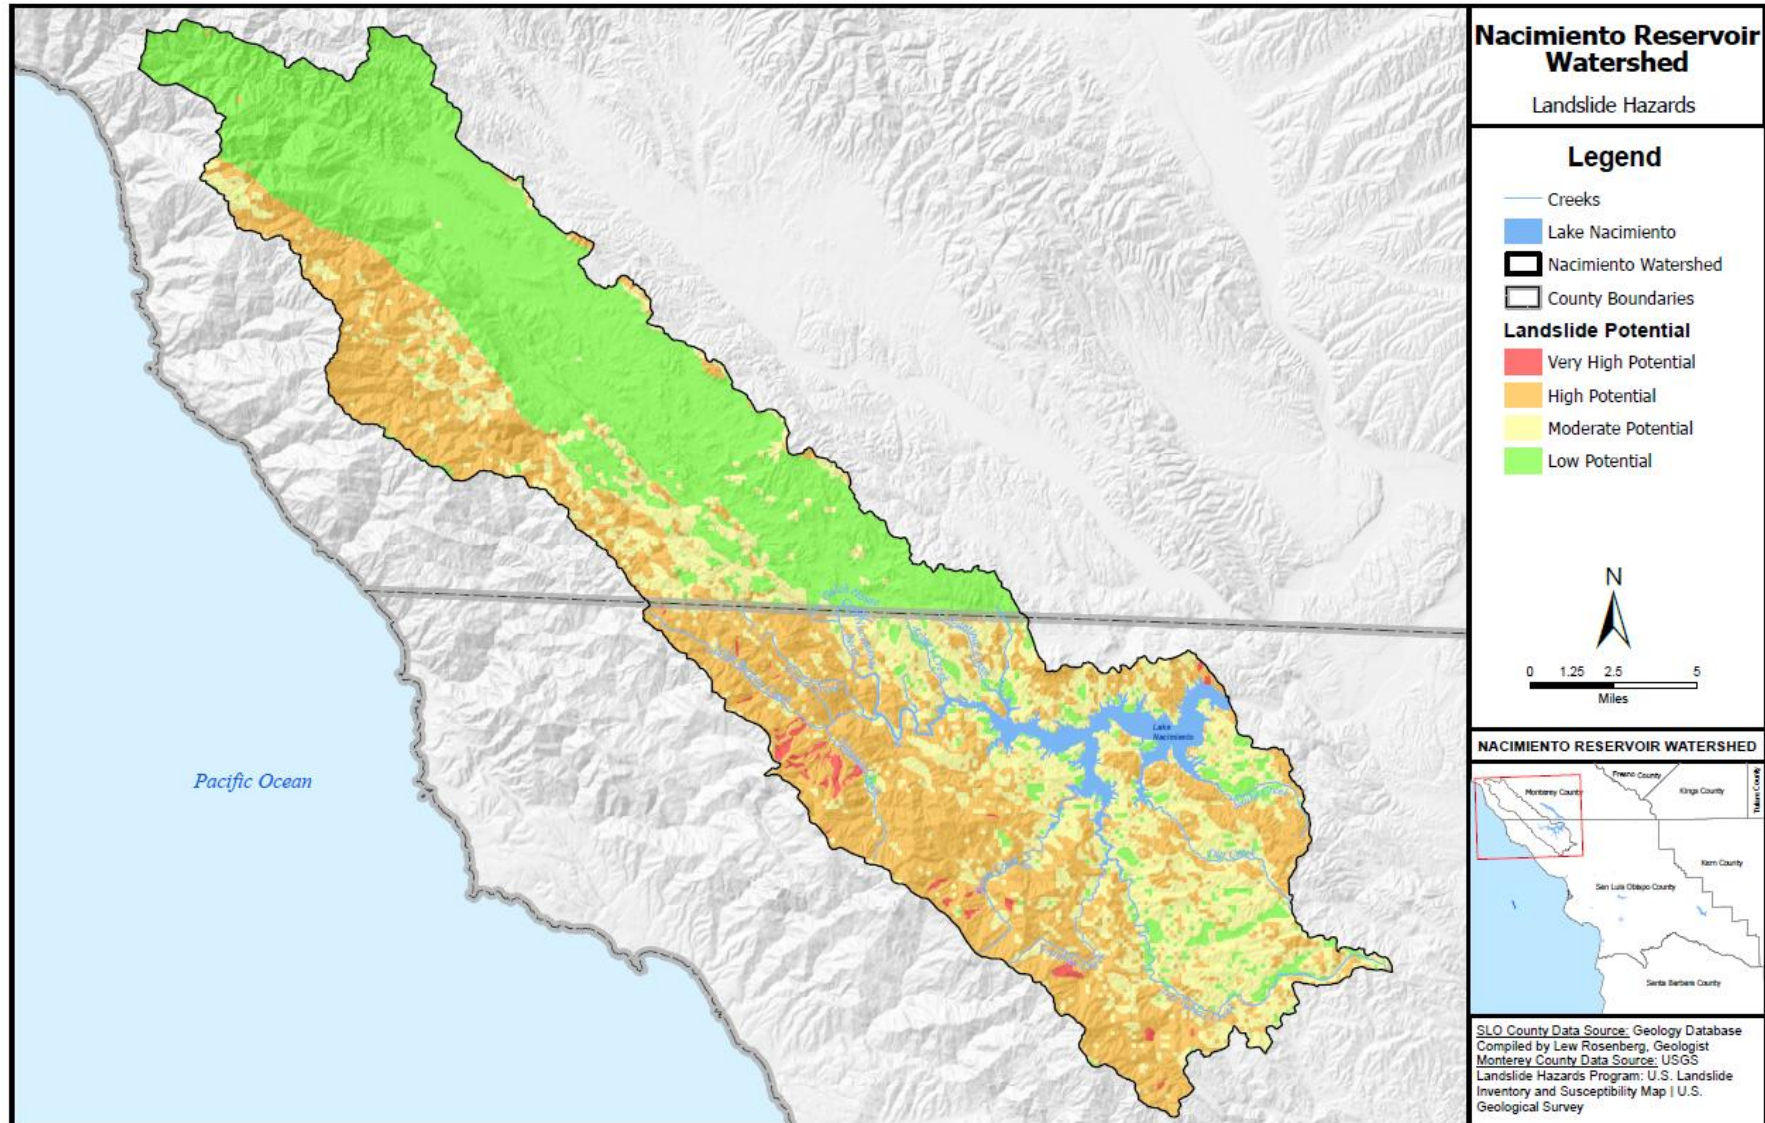 Nacimiento Reservoir
Watershed
Landslide Hazards
Legend
Creeks
Lake Nacimiento
Nacimiento Watershed
County Boundaries
Landslide Potential
Very High Potential
High Potential
Moderate Potential
Low Potential
N
0 1.25 2.5 5
Miles
Pacific Ocean
Lake
Nacimiento
NACIMIENTO RESERVOIR WATERSHED
Fresno County
Monterey County
Kings County
Tulare County
Kern County
San Luis Obispo County
Santa Barbara County
SLO County Data Source: Geology Database
Compiled by Lew Rosenberg, Geologist
Monterey County Data Source: USGS
Landslide Hazards Program: U.S. Landslide
Inventory and Susceptibility Map | U.S.
Geological Survey